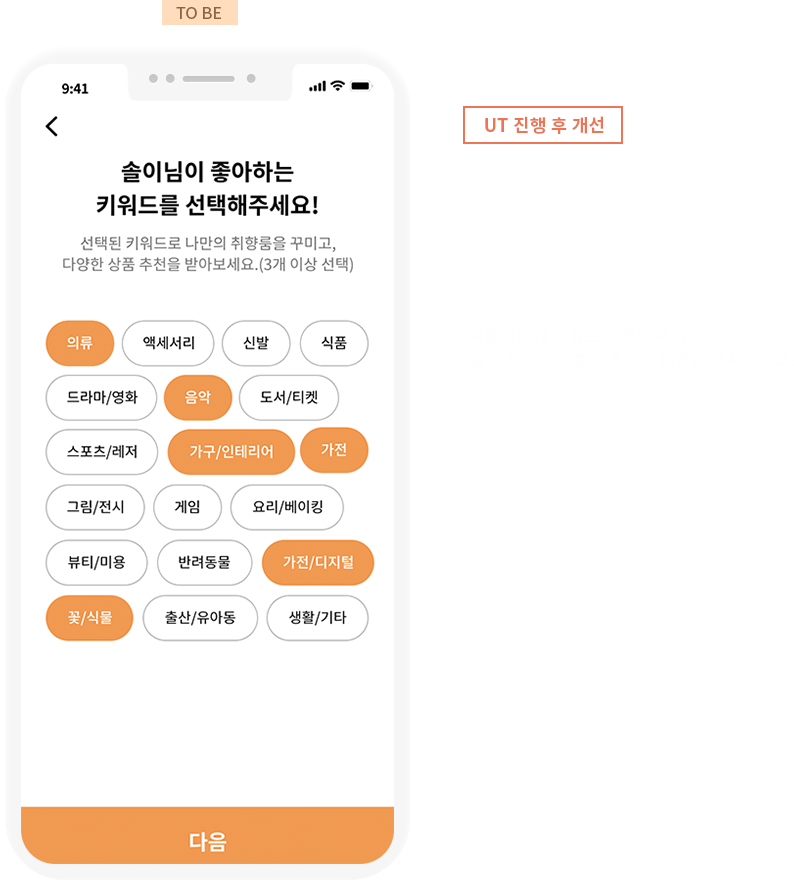 TO BE
9:41
UT 진행 후 개선
솔이님이 좋아하는
키워드를 선택해주세요!
선택된 키워드로 나만의 취향룸을 꾸미고,
다양한 상품 추천을 받아보세요.(3개 이상 선택)
의류 액세서리 신발 식품
드라마/영화 음악 도서/티켓
스포츠/레저 가구/인테리어 가전
그림/전시 게임 요리/베이킹
뷰티/미용 반려동물 가전/디지털
꽃/식물 출산/유아동 생활/기타
다음